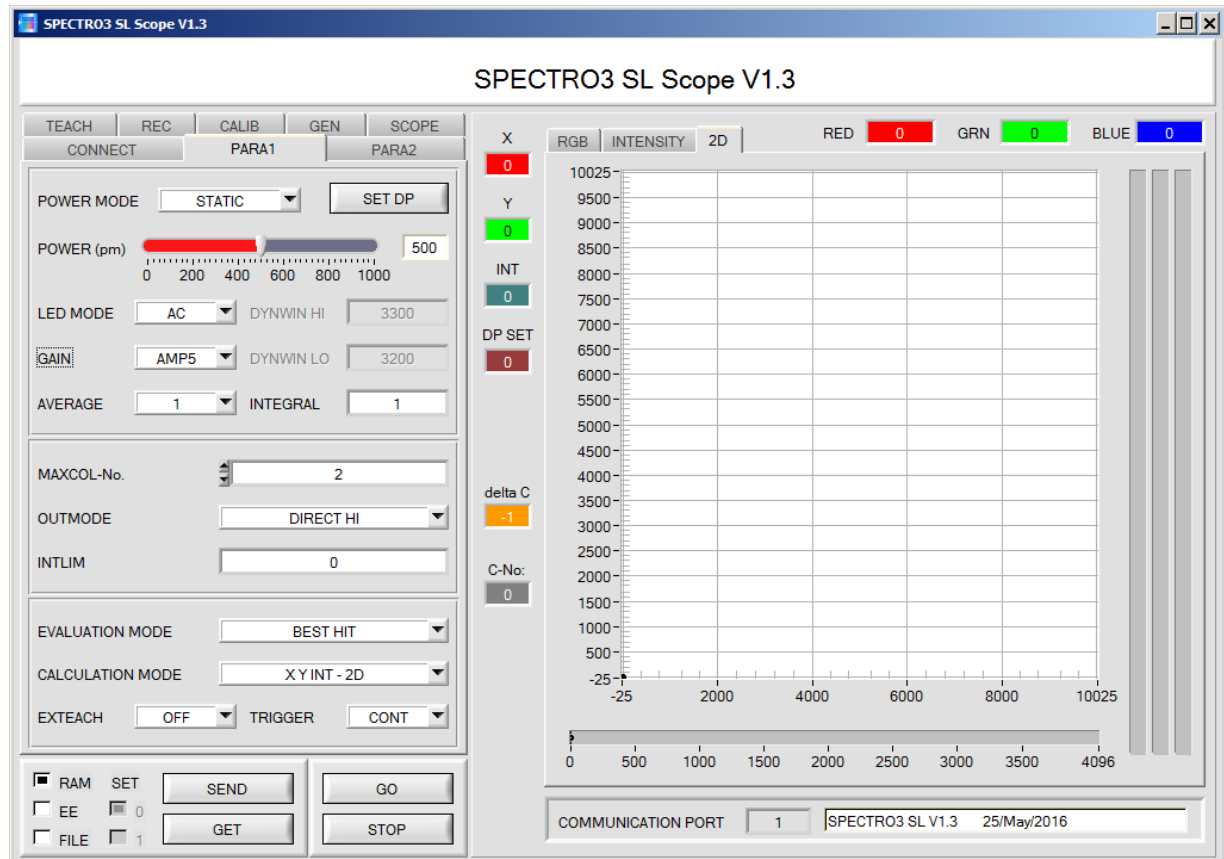 SPECTRO3 SL Scope V1.3
SPECTRO3 SL Scope V1.3
TEACH REC CALIB GEN SCOPE
CONNECT PARA1 PARA2
POWER MODE STATIC SET DP
POWER (pm) 500
0 200 400 600 800 1000
LED MODE AC DYNWIN HI 3300
GAIN AMP5 DYNWIN LO 3200
AVERAGE 1 INTEGRAL 1
MAXCOL-No. 2
OUTMODE DIRECT HI
INTLIM 0
EVALUATION MODE BEST HIT
CALCULATION MODE X Y INT - 2D
EXTEACH OFF TRIGGER CONT
RAM SET SEND GO
EE 0
FILE 1 GET STOP
X
0
Y
0
INT
0
DP SET
0
delta C
-1
C-No:
0
RGB INTENSITY 2D RED 0 GRN 0 BLUE 0
10025
9500
9000
8500
8000
7500
7000
6500
6000
5500
5000
4500
4000
3500
3000
2500
2000
1500
1000
500
-25
-25 2000 4000 6000 8000 10025
0 500 1000 1500 2000 2500 3000 3500 4096
COMMUNICATION PORT 1 SPECTRO3 SL V1.3 25/May/2016